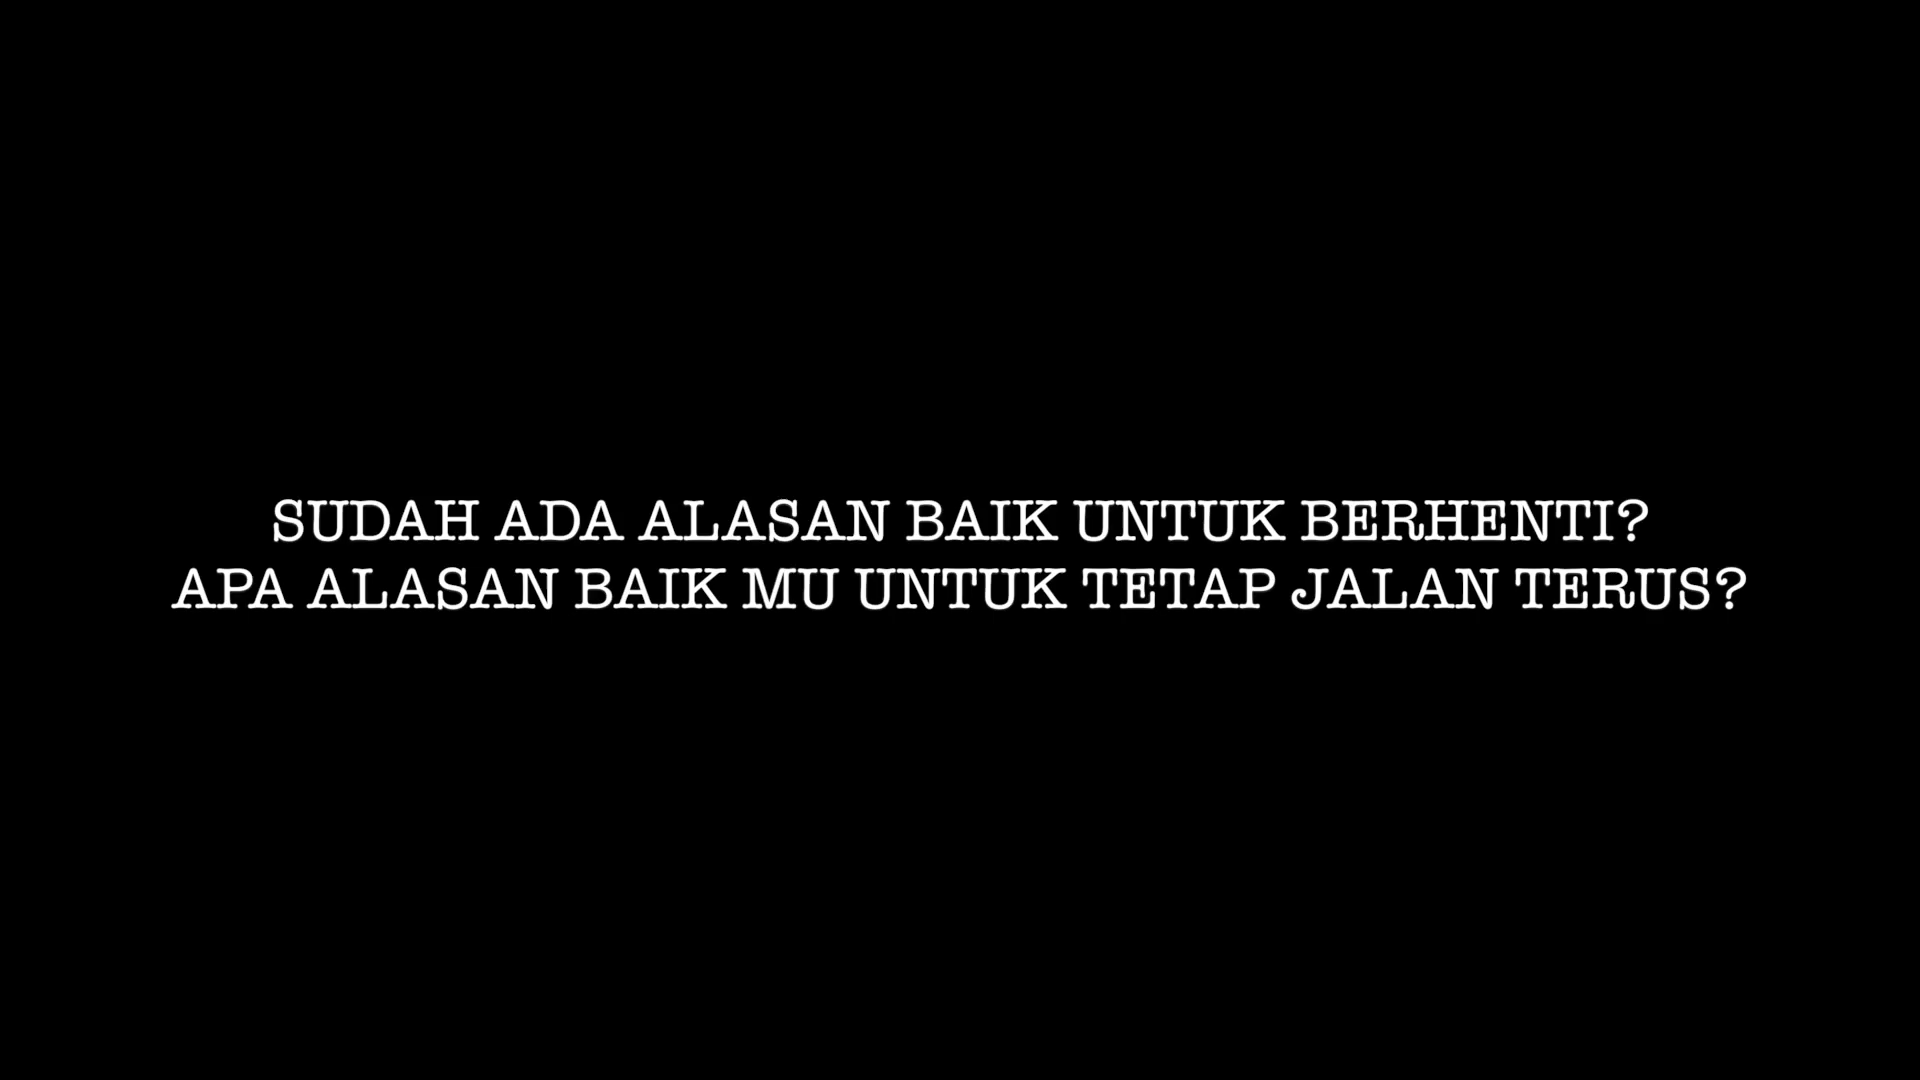 SUDAH ADA ALASAN BAIK UNTUK BERHENTI?
APA ALASAN BAIK MU UNTUK TETAP JALAN TERUS?